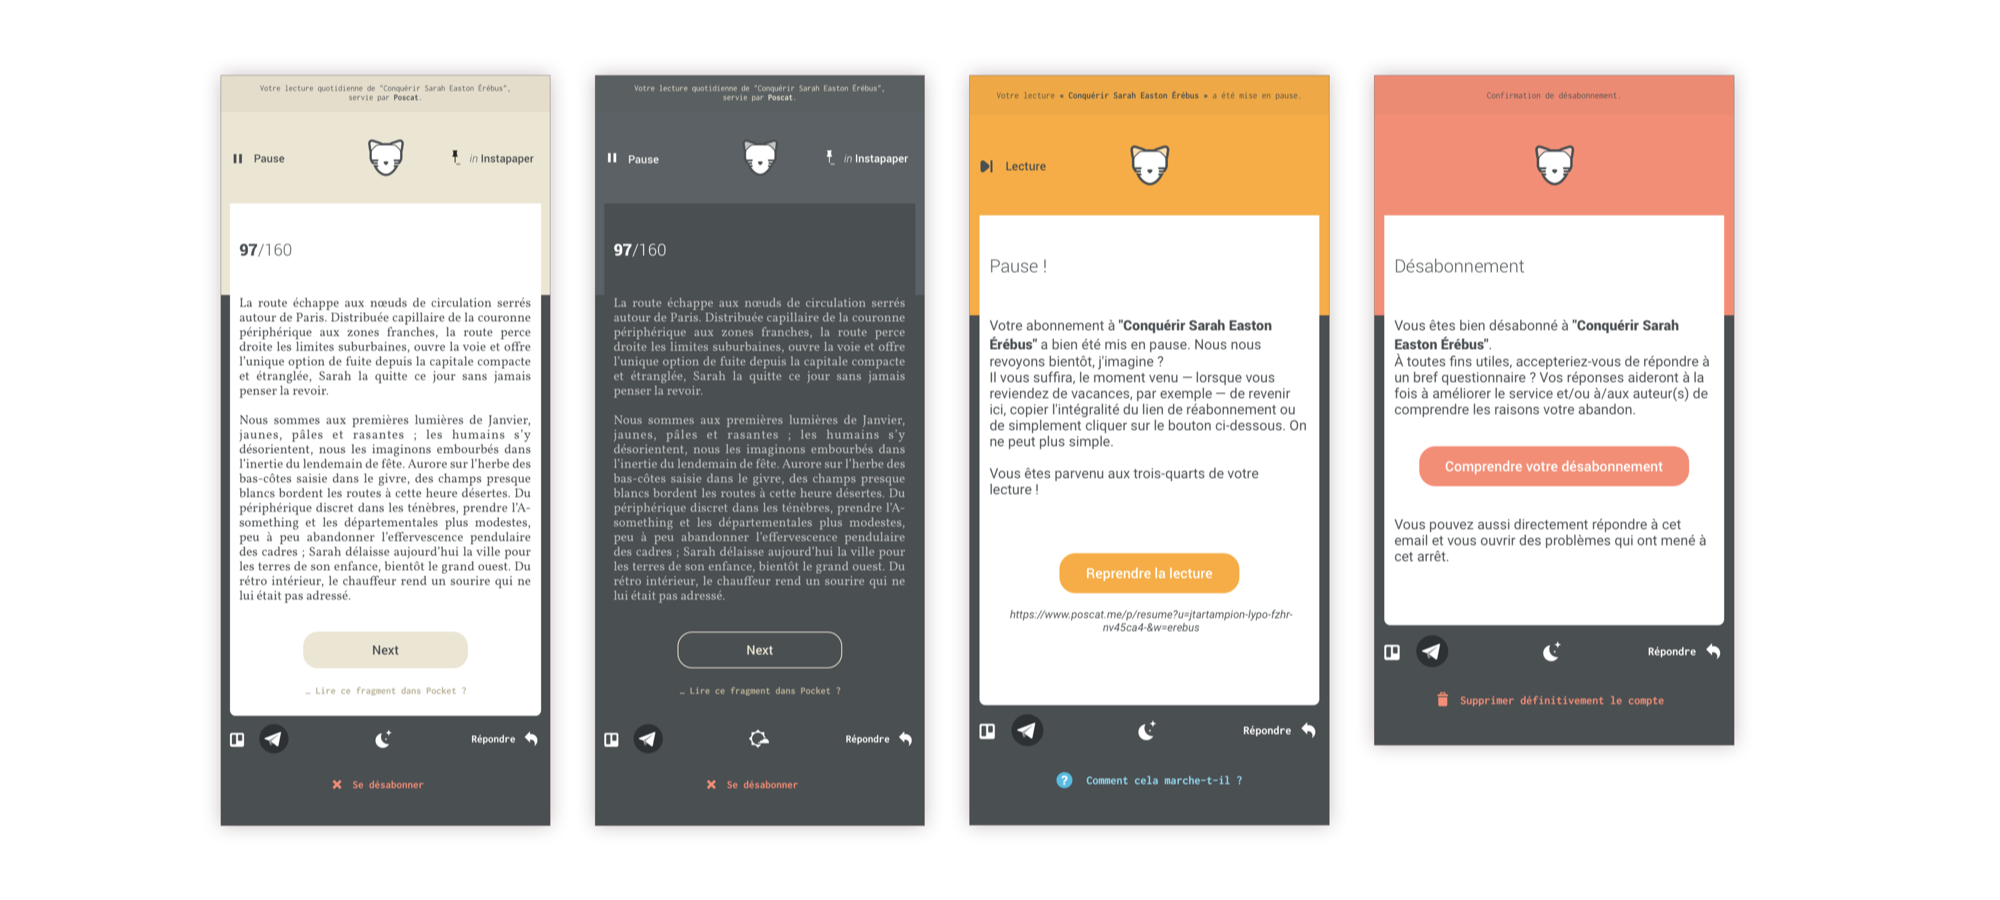 Votre lecture quotidienne de "Conquérir Sarah Easton Érébus",
servie par Poscat.
Pause
in Instapaper
97/160
La route échappe aux nœuds de circulation serrés
autour de Paris. Distribuée capillaire de la couronne
périphérique aux zones franches, la route perce
droite les limites suburbaines, ouvre la voie et offre
l'unique option de fuite depuis la capitale compacte
et étranglée, Sarah la quitte ce jour sans jamais
penser la revoir.
Nous sommes aux premières lumières de Janvier,
jaunes, pâles et rasantes ; les humains s'y
désorientent, nous les imaginons embourbés dans
l'inertie du lendemain de fête. Aurore sur l'herbe des
bas-côtes saisie dans le givre, des champs presque
blancs bordent les routes à cette heure désertes. Du
périphérique discret dans les ténèbres, prendre l'A-
something et les départementales plus modestes,
peu à peu abandonner l'effervescence pendulaire
des cadres ; Sarah délaisse aujourd'hui la ville pour
les terres de son enfance, bientôt le grand ouest. Du
rétro intérieur, le chauffeur rend un sourire qui ne
lui était pas adressé.
Next
… Lire ce fragment dans Pocket ?
Répondre
Se désabonner
Votre lecture quotidienne de "Conquérir Sarah Easton Érébus",
servie par Poscat.
Pause
in Instapaper
97/160
La route échappe aux nœuds de circulation serrés
autour de Paris. Distribuée capillaire de la couronne
périphérique aux zones franches, la route perce
droite les limites suburbaines, ouvre la voie et offre
l'unique option de fuite depuis la capitale compacte
et étranglée, Sarah la quitte ce jour sans jamais
penser la revoir.
Nous sommes aux premières lumières de Janvier,
jaunes, pâles et rasantes ; les humains s'y
désorientent, nous les imaginons embourbés dans
l'inertie du lendemain de fête. Aurore sur l'herbe des
bas-côtes saisie dans le givre, des champs presque
blancs bordent les routes à cette heure désertes. Du
périphérique discret dans les ténèbres, prendre l'A-
something et les départementales plus modestes,
peu à peu abandonner l'effervescence pendulaire
des cadres ; Sarah délaisse aujourd'hui la ville pour
les terres de son enfance, bientôt le grand ouest. Du
rétro intérieur, le chauffeur rend un sourire qui ne
lui était pas adressé.
Next
… Lire ce fragment dans Pocket ?
Répondre
Se désabonner
Votre lecture « Conquérir Sarah Easton Érébus » a été mise en pause.
Lecture
Pause !
Votre abonnement à "Conquérir Sarah Easton
Érébus" a bien été mis en pause. Nous nous
revoyons bientôt, j'imagine ?
Il vous suffira, le moment venu — lorsque vous
reviendez de vacances, par exemple — de revenir
ici, copier l'intégralité du lien de réabonnement ou
de simplement cliquer sur le bouton ci-dessous. On
ne peut plus simple.
Vous êtes parvenu aux trois-quarts de votre
lecture !
Reprendre la lecture
https://www.poscat.me/p/resume?u=jtartampion-lypo-fzhr-
nv45ca4-&w=erebus
Répondre
Comment cela marche-t-il ?
Confirmation de désabonnement.
Désabonnement
Vous êtes bien désabonné à "Conquérir Sarah
Easton Érébus".
À toutes fins utiles, accepteriez-vous de répondre à
un bref questionnaire ? Vos réponses aideront à la
fois à améliorer le service et/ou à/aux auteur(s) de
comprendre les raisons votre abandon.
Comprendre votre désabonnement
Vous pouvez aussi directement répondre à cet
email et vous ouvrir des problèmes qui ont mené à
cet arrêt.
Répondre
Supprimer définitivement le compte